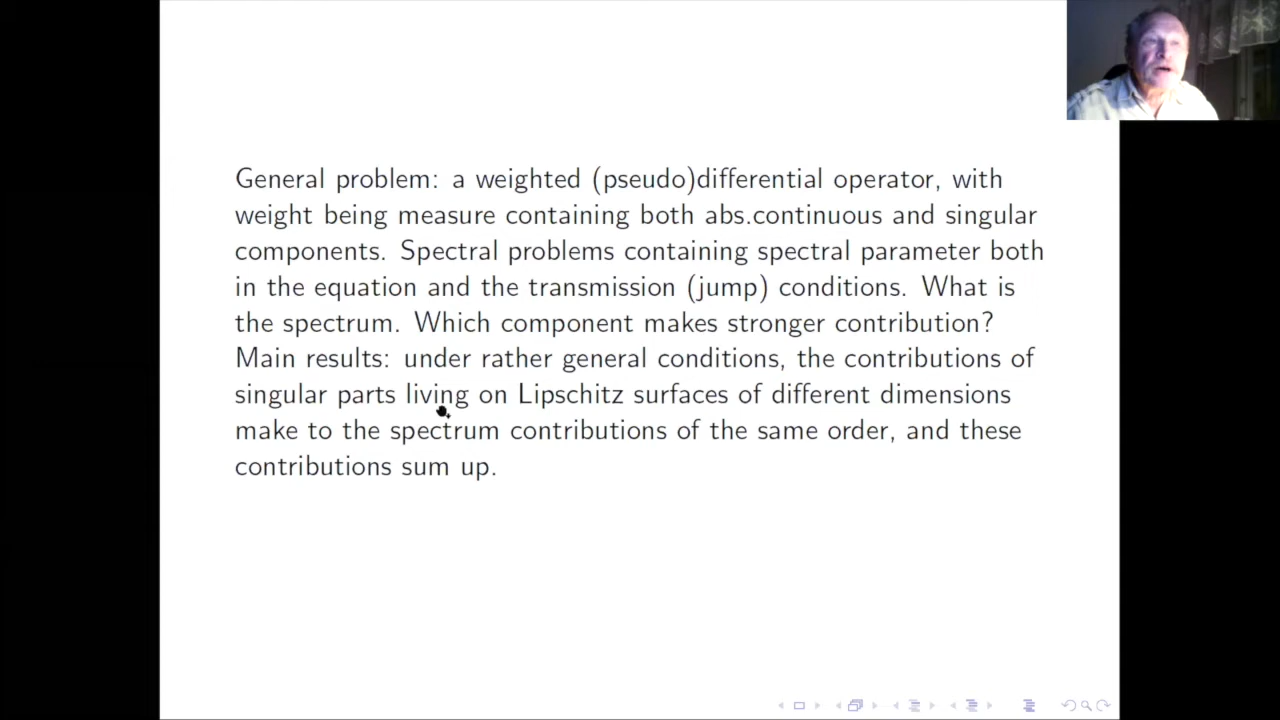 General problem: a weighted (pseudo)differential operator, with
weight being measure containing both abs.continuous and singular
components. Spectral problems containing spectral parameter both
in the equation and the transmission (jump) conditions. What is
the spectrum. Which component makes stronger contribution?
Main results: under rather general conditions, the contributions of
singular parts living on Lipschitz surfaces of different dimensions
make to the spectrum contributions of the same order, and these
contributions sum up.